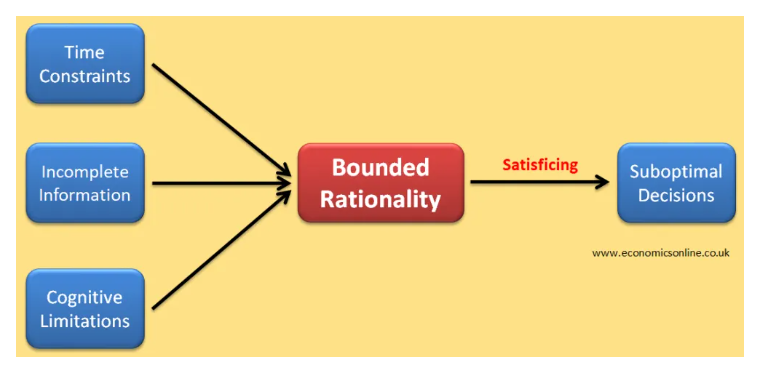 Time
Constraints
Incomplete
Information
Cognitive
Limitations
Bounded
Rationality
Satisficing
Suboptimal
Decisions
www.economicsonline.co.uk